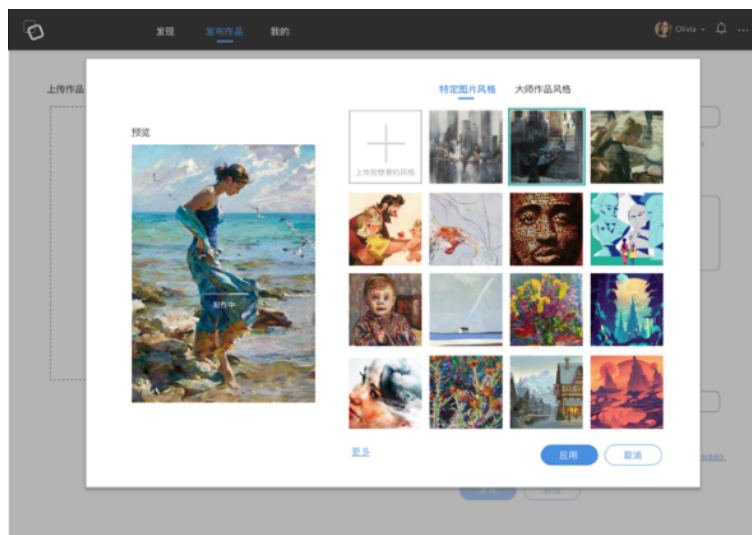 发现 发布作品 我的 Olivia
上传作品
特定图片风格 大师作品风格
预览
上传我想要的风格
制作中
更多
应用 取消
取消